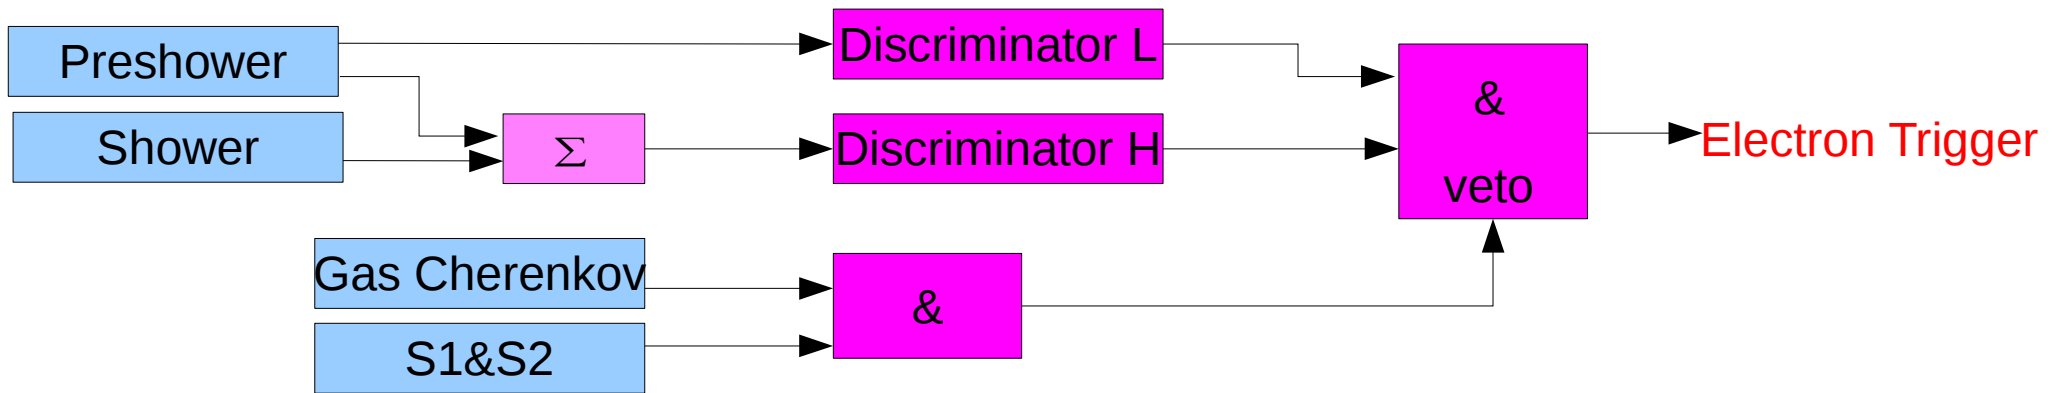 Preshower
Shower
Σ
Discriminator L
Discriminator H
&
veto
Electron Trigger
Gas Cherenkov
S1&S2
&